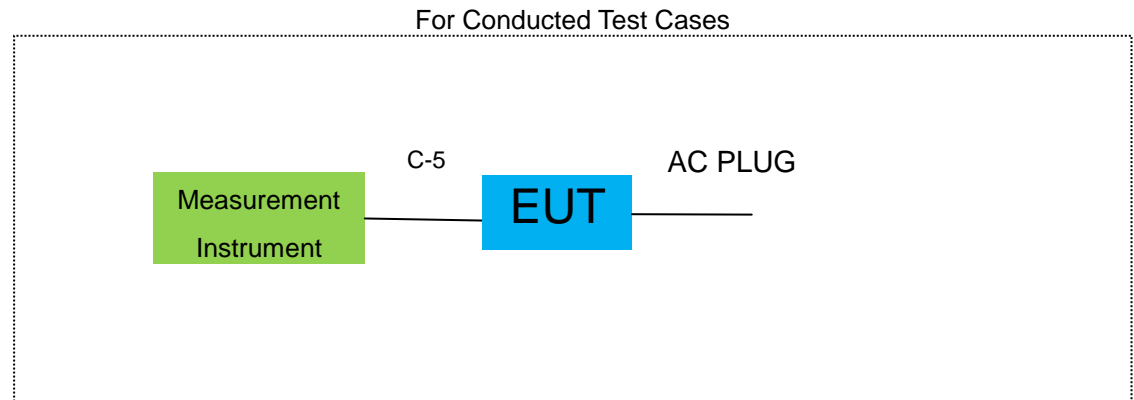 For Conducted Test Cases
C-5
AC PLUG
Measurement
Instrument
EUT